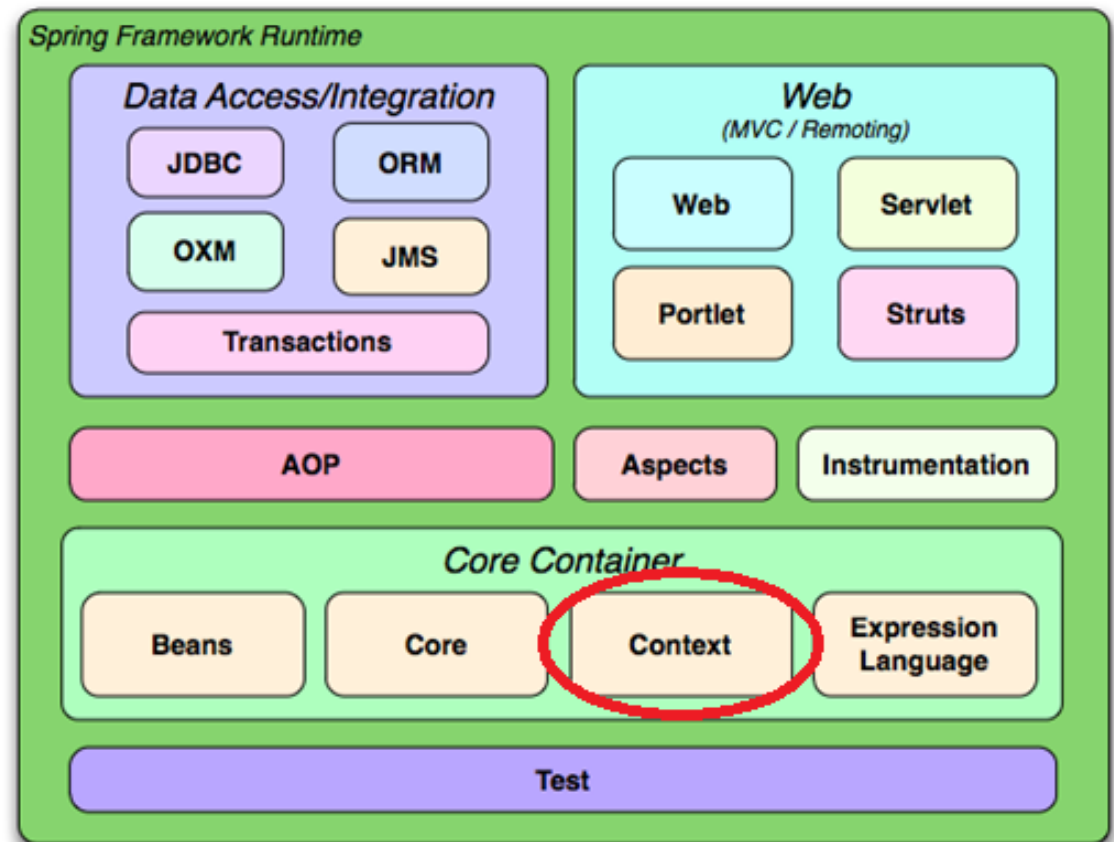 Spring Framework Runtime
Data Access/Integration
JDBC
ORM
OXM
JMS
Transactions
Web
(MVC / Remoting)
Web
Servlet
Portlet
Struts
AOP
Aspects
Instrumentation
Core Container
Beans
Core
Context
Expression
Language
Test